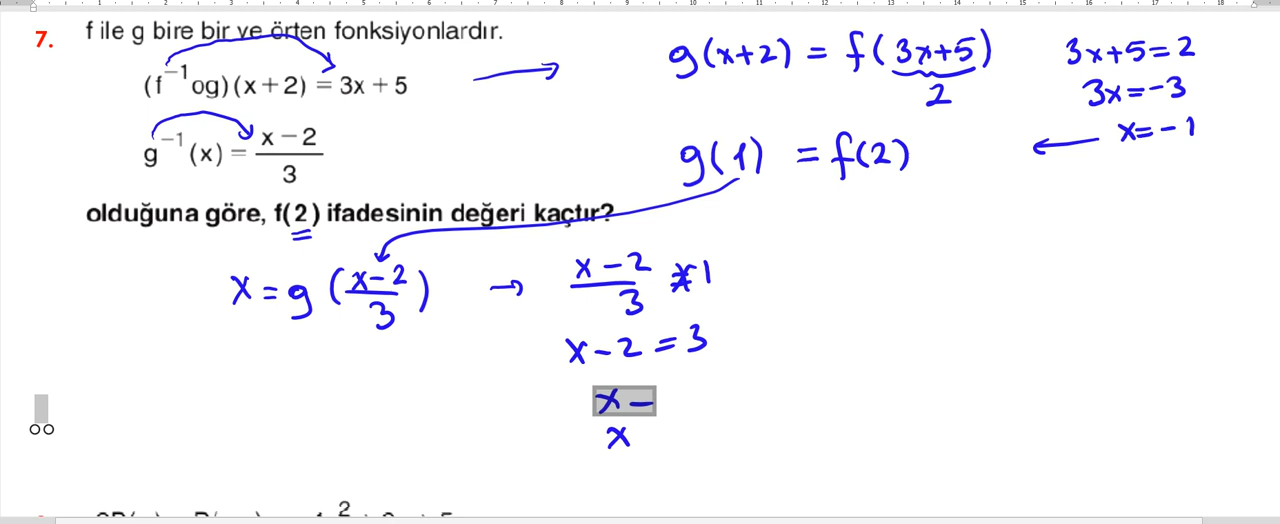 7. f ile g bire bir ve örten fonksiyonlardır.
(f⁻¹og)(x+2) = 3x + 5
g⁻¹(x) = (x − 2)/3
olduğuna göre, f(2) ifadesinin değeri kaçtır?
g(x+2) = f(3x+5)
2
3x+5=2
3x=-3
x=-1
g(1) = f(2)
x = g((x-2)/3) → (x-2)/3 = 1
x-2 = 3
x -
x